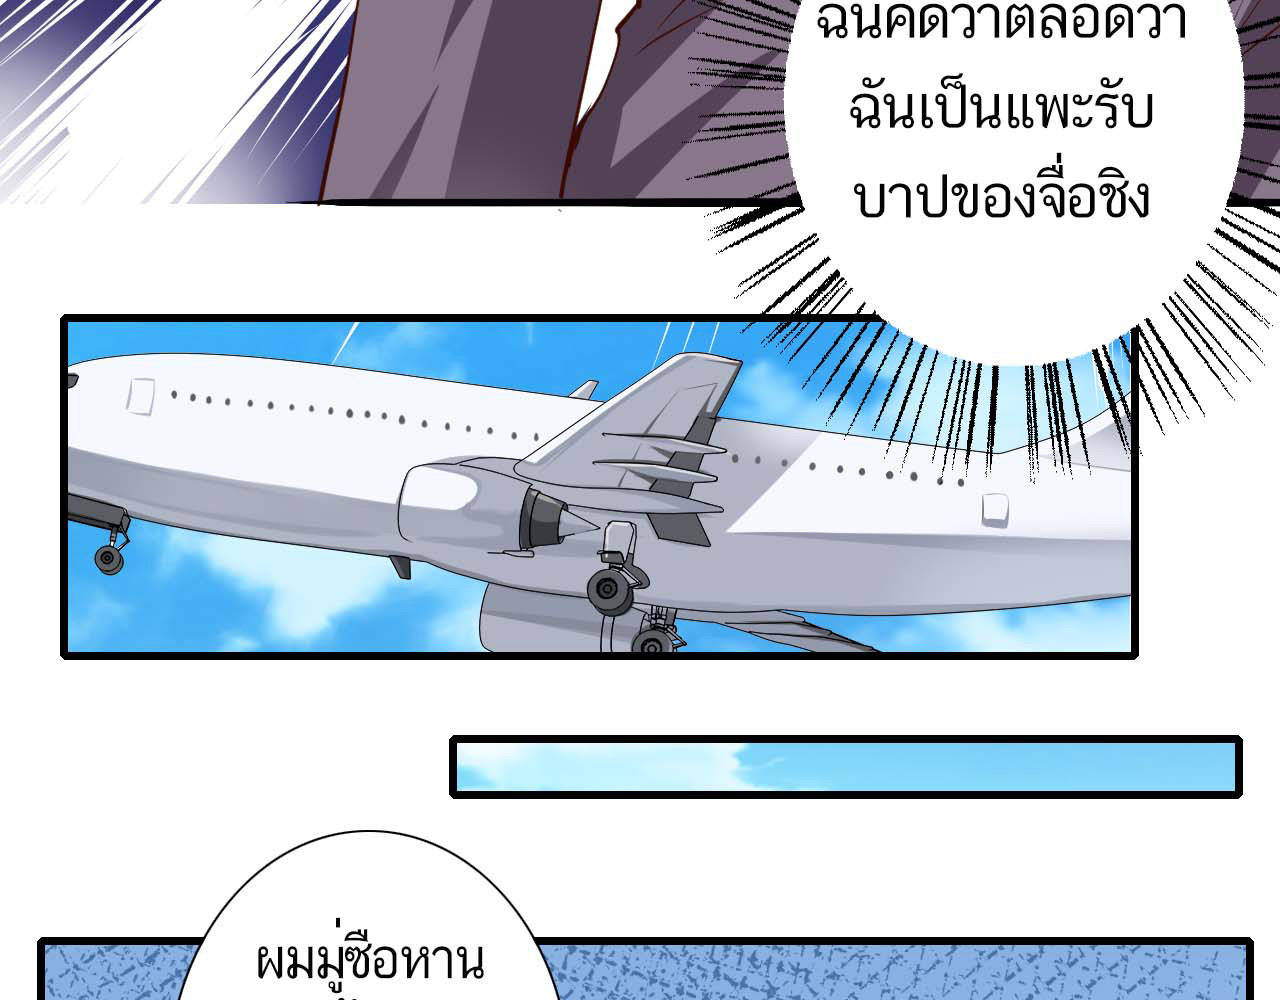 ฉันคิดว่าตลอดว่า
ฉันเป็นแพะรับ
บาปของจื่อชิง
ผมมู่ซือหาน